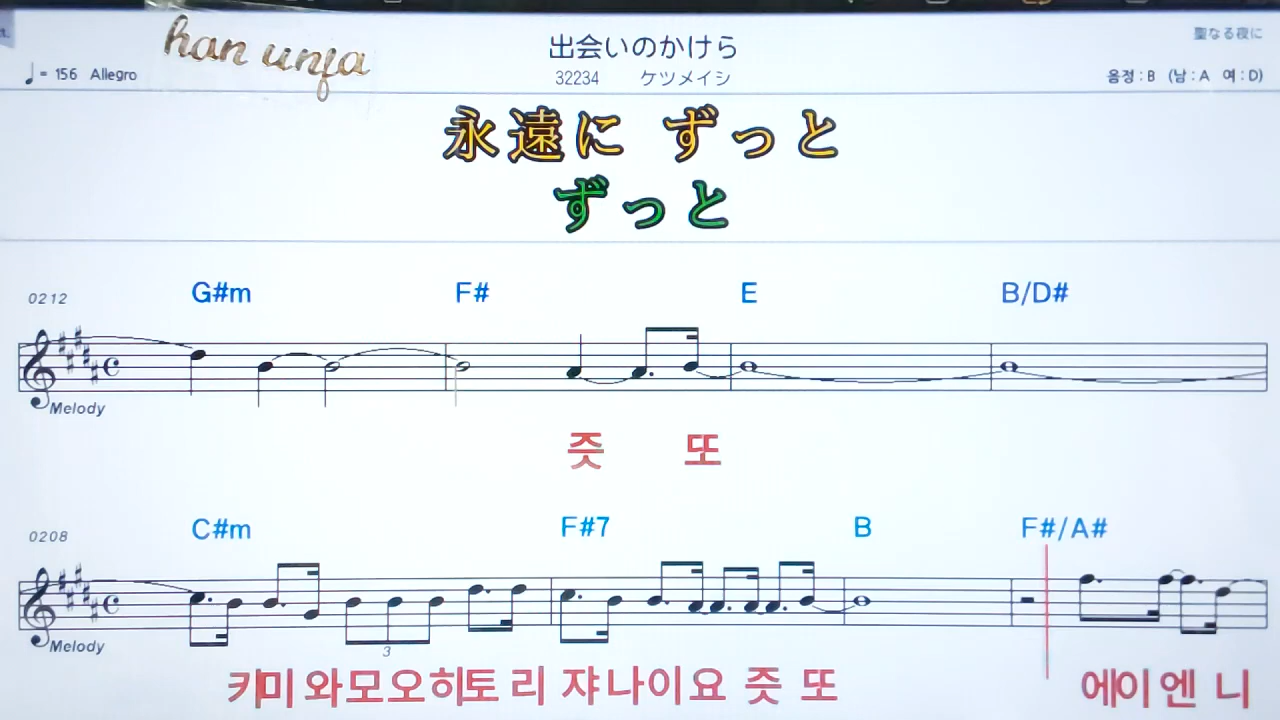 han unja
出会いのかけら
聖なる夜に
♩= 156 Allegro
32234 ケツメイシ
음정 : B (남 : A 여 : D)
永遠に ずっと
ずっと
0212 G#m F# E B/D#
Melody
즛 또
0208 C#m F#7 B F#/A#
3
Melody
키미와모오히토리 쟈나이요 즛 또 에이엔 니